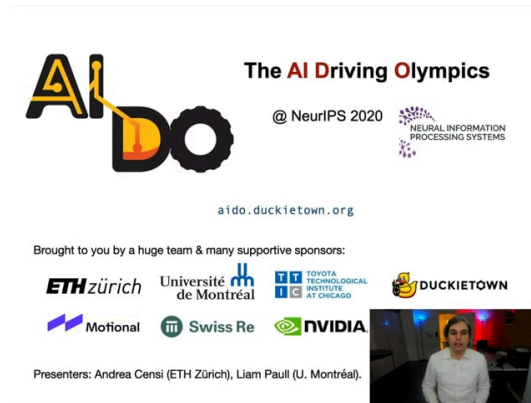 AI DO
The AI Driving Olympics
@ NeurIPS 2020
NEURAL INFORMATION
PROCESSING SYSTEMS
aido.duckietown.org
Brought to you by a huge team & many supportive sponsors:
ETH zürich
Université
de Montréal
TTIC
TOYOTA
TECHNOLOGICAL
INSTITUTE
AT CHICAGO
DUCKIETOWN
Motional
Swiss Re
NVIDIA.
Presenters: Andrea Censi (ETH Zürich), Liam Paull (U. Montréal).